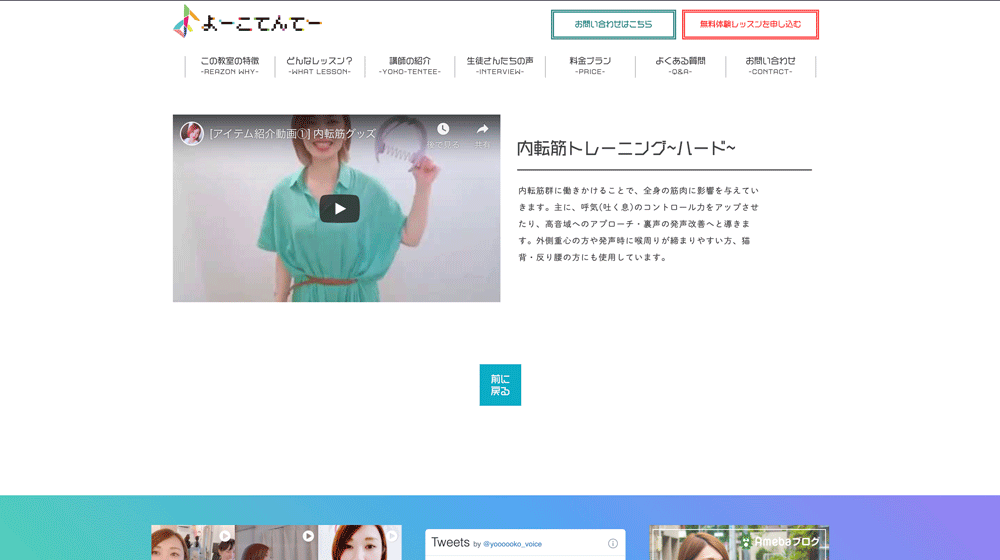 よーこてんてー
お問い合わせはこちら
無料体験レッスンを申し込む
この教室の特徴
-REAZON WHY-
どんなレッスン？
-WHAT LESSON-
講師の紹介
-YOKO-TENTEE-
生徒さんたちの声
-INTERVIEW-
料金プラン
-PRICE-
よくある質問
-Q&A-
お問い合わせ
-CONTACT-
[アイテム紹介動画①] 内転筋グッズ
後で見る
共有
内転筋トレーニング~ハード~
内転筋群に働きかけることで、全身の筋肉に影響を与えてい
きます。主に、呼気(吐く息)のコントロール力をアップさせ
たり、高音域へのアプローチ・裏声の発声改善へと導きま
す。外側重心の方や発声時に喉周りが締まりやすい方、猫
背・反り腰の方にも使用しています。
前に
戻る
Tweets by @yoooooko_voice
Amebaブログ